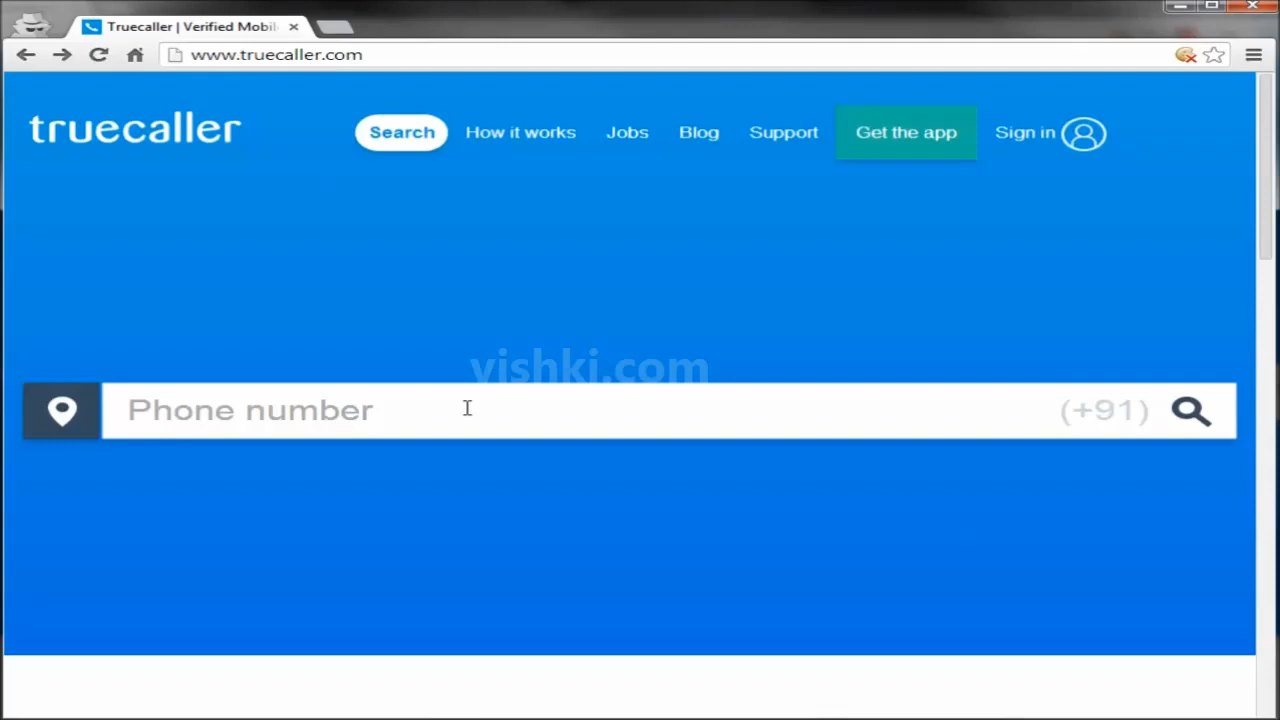 Truecaller | Verified Mobil
www.truecaller.com
truecaller
Search How it works Jobs Blog Support Get the app Sign in
vishki.com
Phone number (+91)